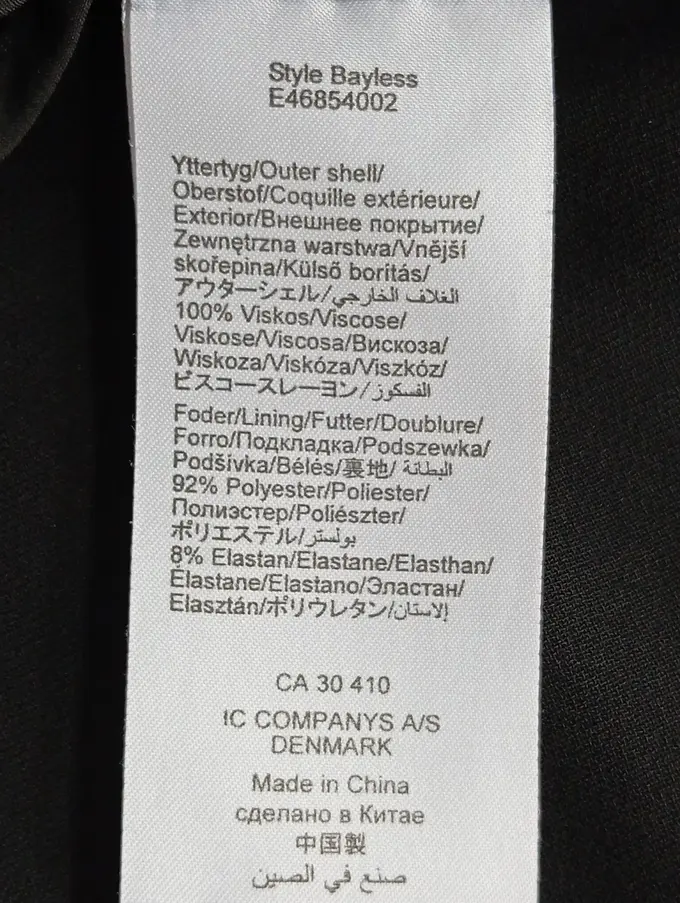 Style Bayless
E46854002
Yttertyg/Outer shell/
Oberstof/Coquille extérieure/
Exterior/Внешнее покрытие/
Zewnętrzna warstwa/Vnější
skořepina/Külső borítás/
アウターシェル/الغلاف الخارجي
100% Viskos/Viscose/
Viskose/Viscosa/Вискоза/
Wiskoza/Viskóza/Viszkóz/
ビスコースレーヨン/الفسكوز
Foder/Lining/Futter/Doublure/
Forro/Подкладка/Podszewka/
Podšívka/Bélés/裏地/البطانة
92% Polyester/Poliester/
Полиэстер/Poliészter/
ポリエステル/بولستر
8% Elastan/Elastane/Elasthan/
Élastane/Elastano/Эластан/
Elasztán/ポリウレタン/الاستان
CA 30 410
IC COMPANYS A/S
DENMARK
Made in China
сделано в Китае
中国製
صنع في الصين